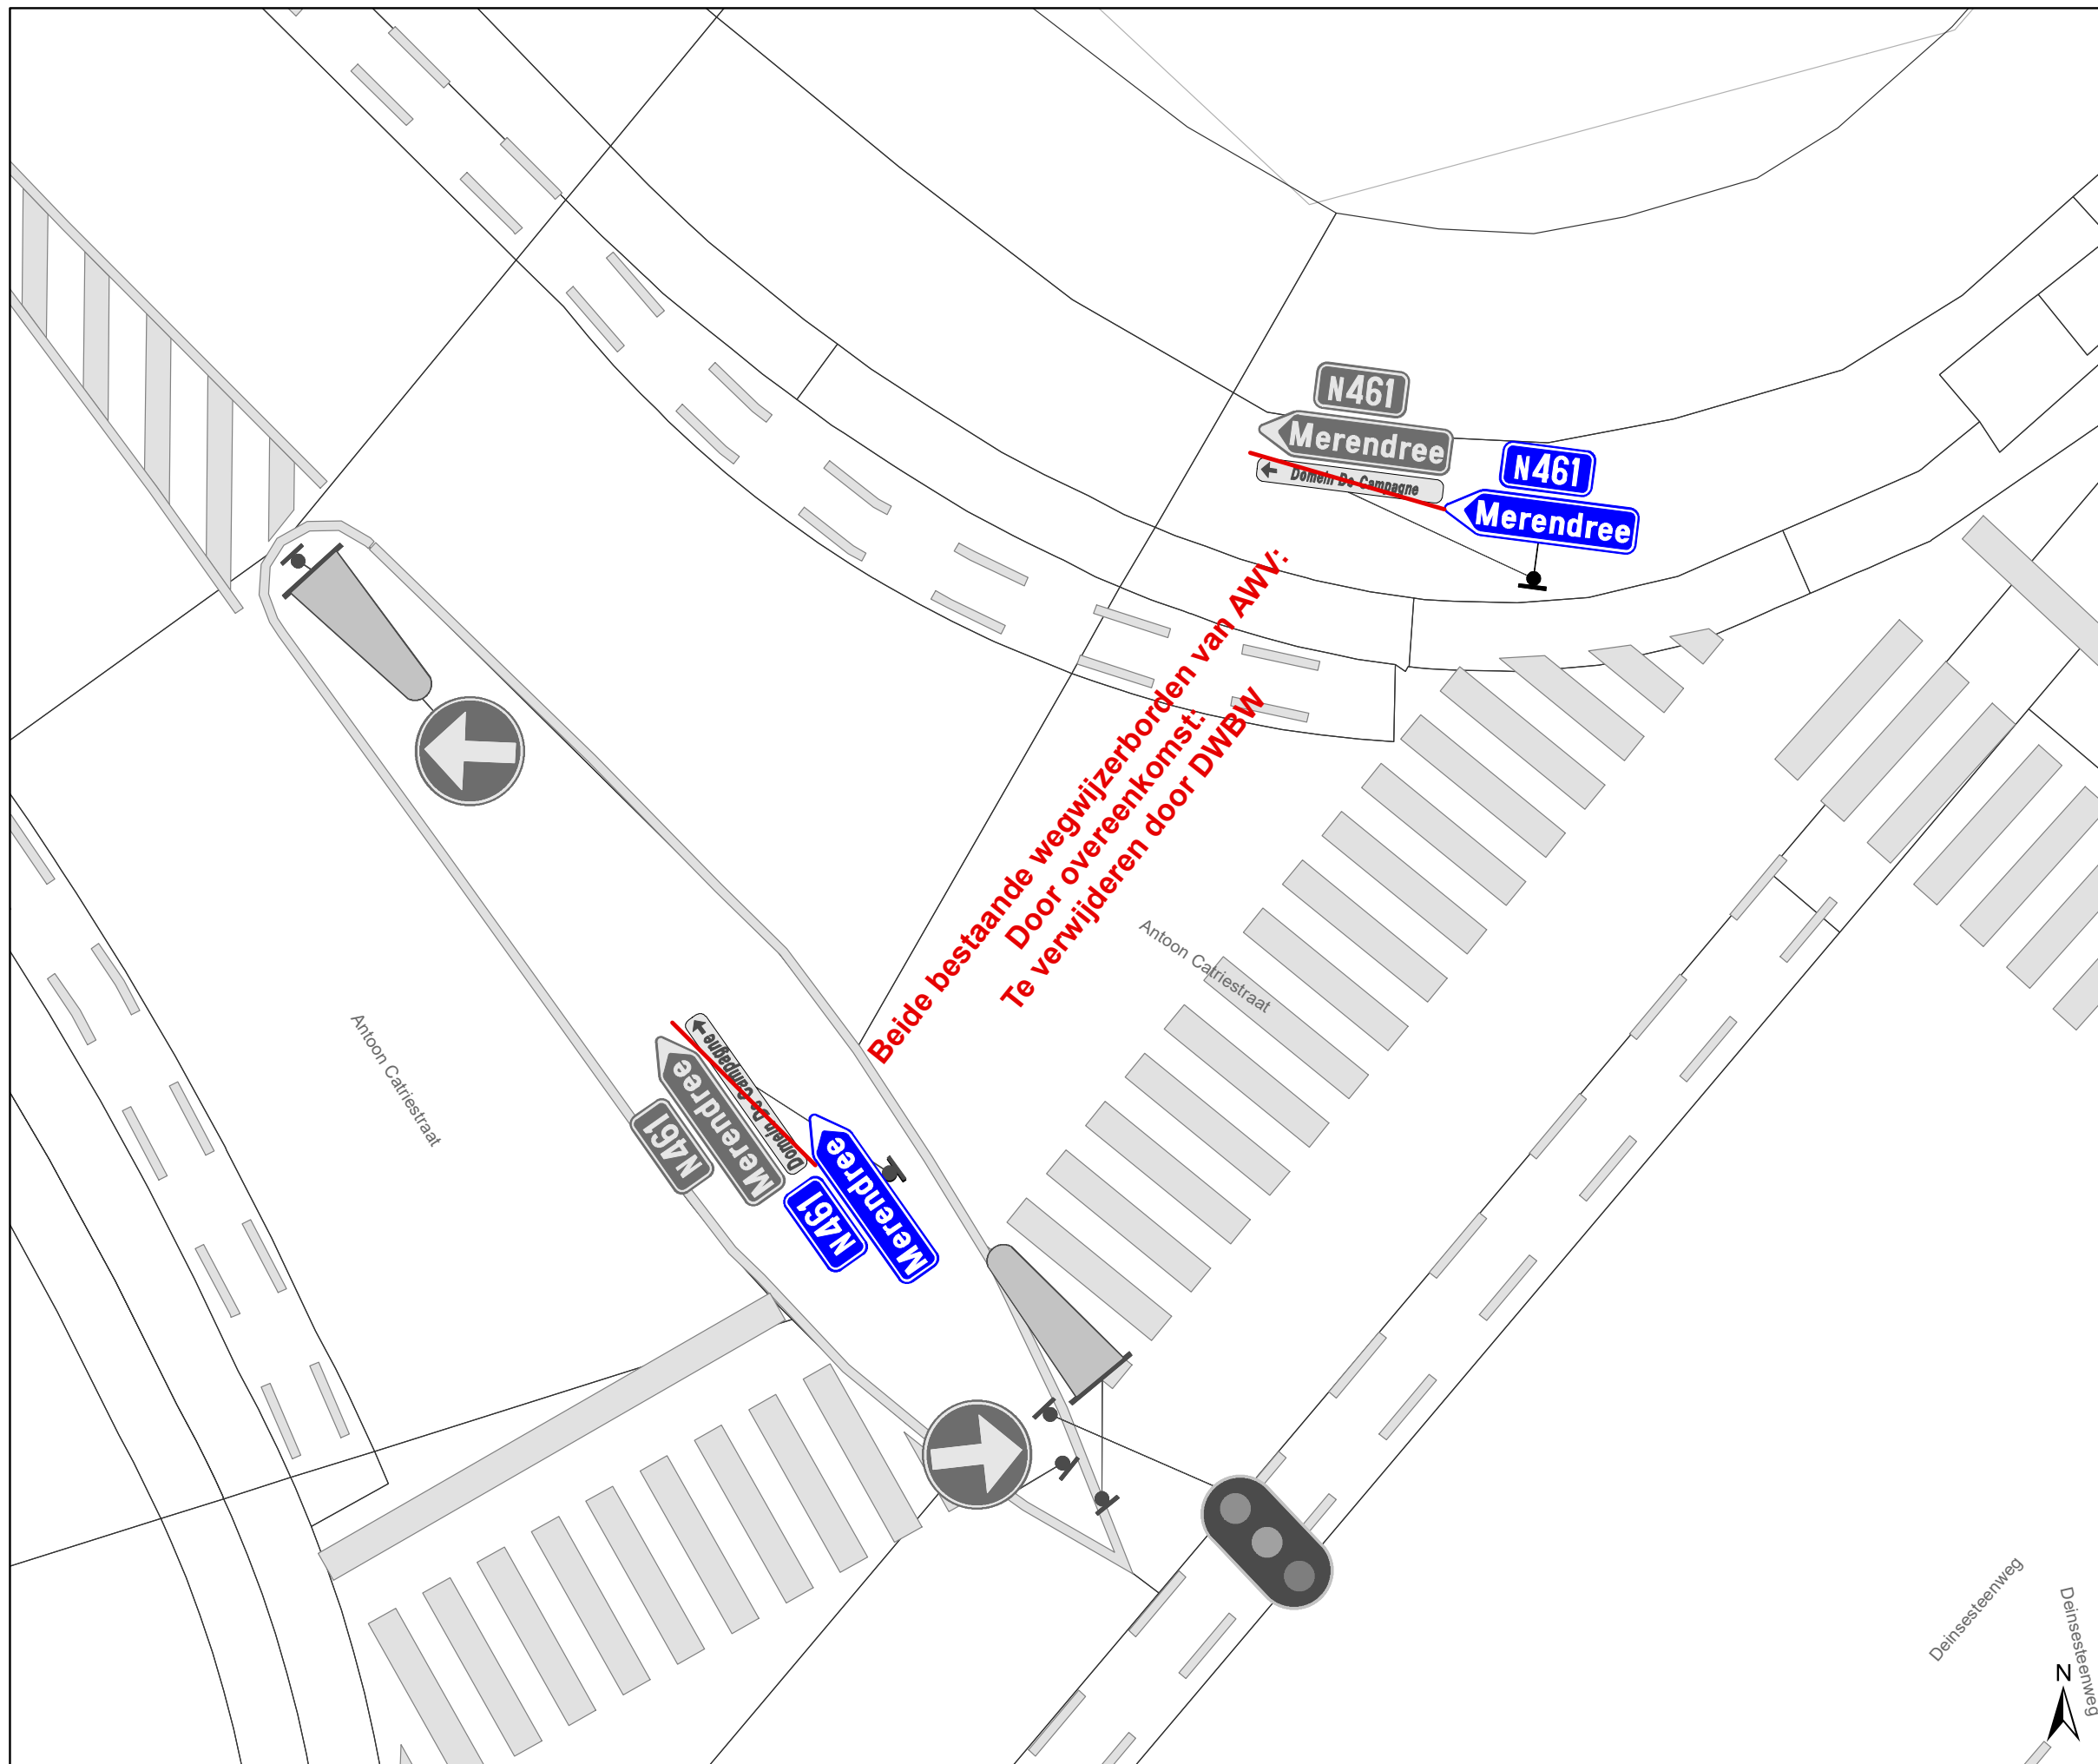 N461
Merendree
Domein De Campagne
N461
Merendree
Beide bestaande wegwijzerborden van AWV:
Door overeenkomst:
Te verwijderen door DWBW
Antoon Catriestraat
Antoon Catriestraat
Domein De Campagne
Merendree
N461
Merendree
N461
Deinsesteenweg
Deinsesteenweg
N